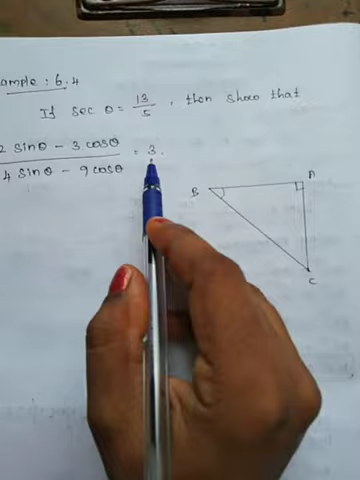 ample : 6.4
If sec θ = 13/5 , then show that
2 sinθ - 3 cosθ / 4 sinθ - 9 cosθ = 3.
B
A
C